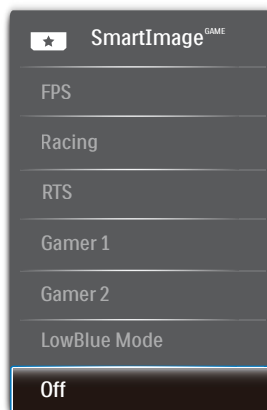 SmartImage GAME
FPS
Racing
RTS
Gamer 1
Gamer 2
LowBlue Mode
Off